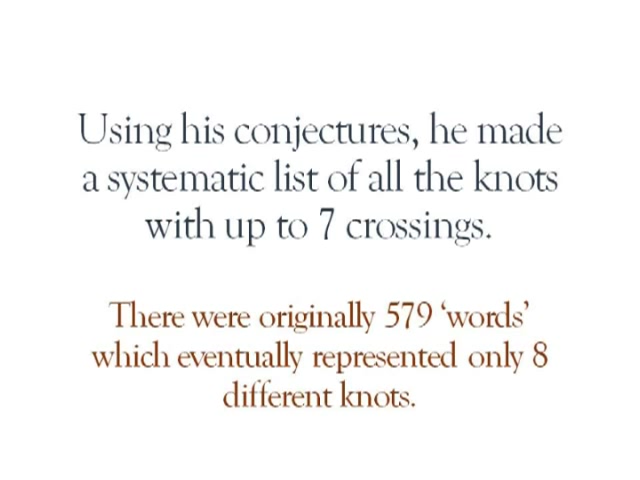 Using his conjectures, he made
a systematic list of all the knots
with up to 7 crossings.
There were originally 579 ‘words’
which eventually represented only 8
different knots.